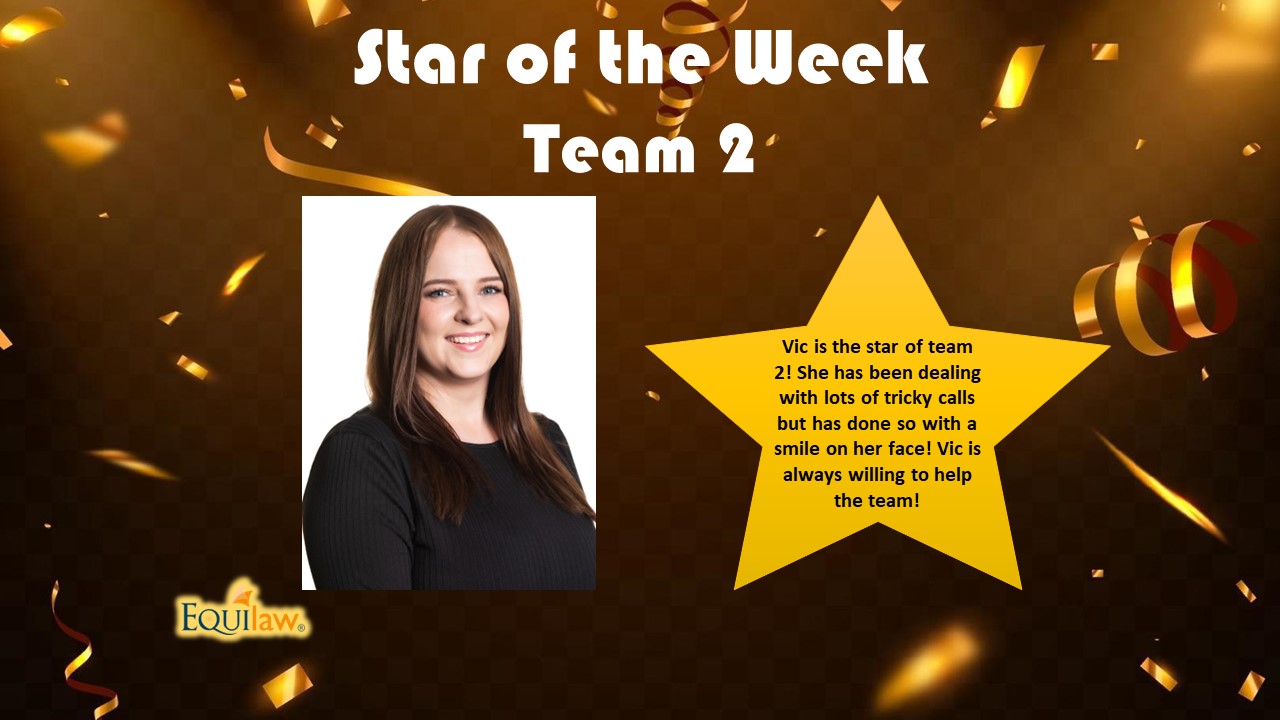 Star of the Week
Team 2
Vic is the star of team
2! She has been dealing
with lots of tricky calls
but has done so with a
smile on her face! Vic is
always willing to help
the team!
EQUIlaw®